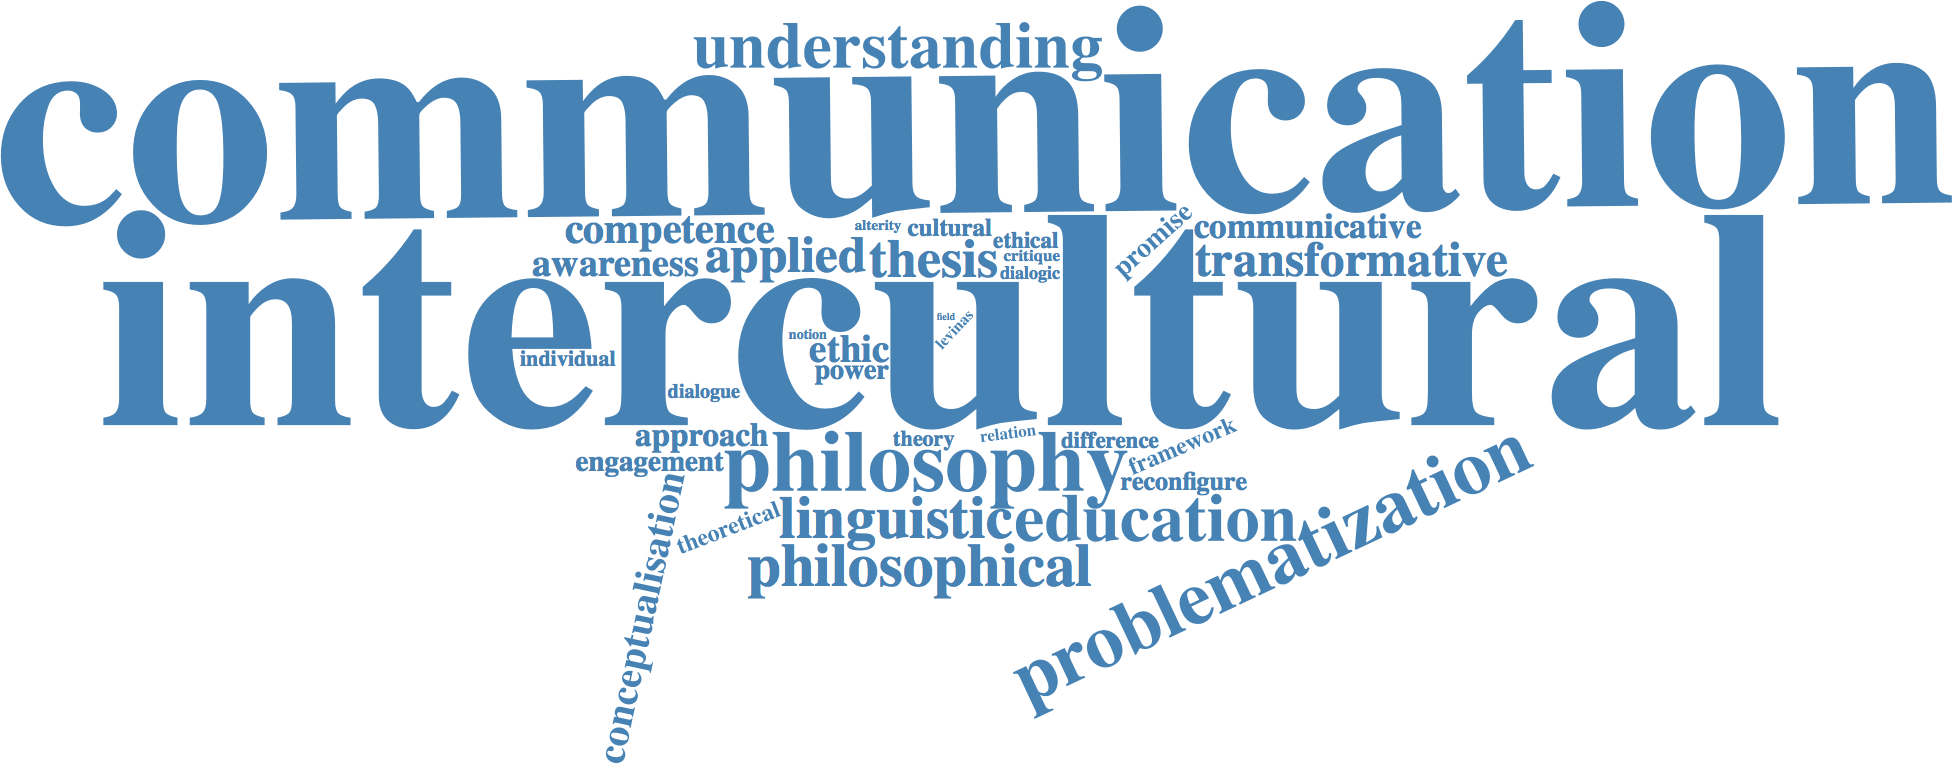 understanding
communication
competence
alterity
cultural
promise
communicative
awareness
applied
thesis
ethical
critique
dialogic
transformative
intercultural
field
levinas
notion
ethic
individual
power
dialogue
approach
theory
relation
difference
framework
engagement
philosophy
reconfigure
conceptualisation
theoretical
linguistic
education
problematization
philosophical